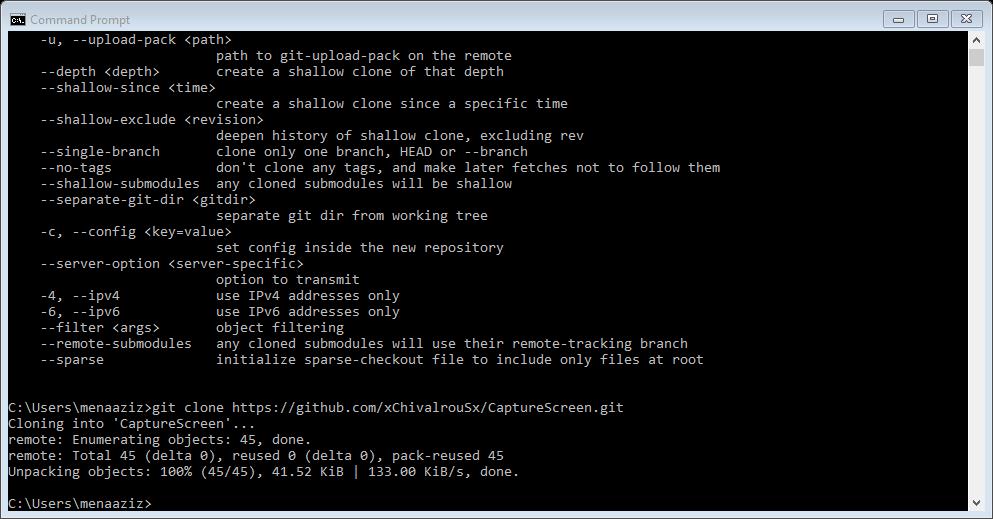 Command Prompt
-u, --upload-pack <path>
path to git-upload-pack on the remote
--depth <depth> create a shallow clone of that depth
--shallow-since <time>
create a shallow clone since a specific time
--shallow-exclude <revision>
deepen history of shallow clone, excluding rev
--single-branch clone only one branch, HEAD or --branch
--no-tags don't clone any tags, and make later fetches not to follow them
--shallow-submodules any cloned submodules will be shallow
--separate-git-dir <gitdir>
separate git dir from working tree
-c, --config <key=value>
set config inside the new repository
--server-option <server-specific>
option to transmit
-4, --ipv4 use IPv4 addresses only
-6, --ipv6 use IPv6 addresses only
--filter <args> object filtering
--remote-submodules any cloned submodules will use their remote-tracking branch
--sparse initialize sparse-checkout file to include only files at root
C:\Users\menaaziz>git clone https://github.com/xChivalrouSx/CaptureScreen.git
Cloning into 'CaptureScreen'...
remote: Enumerating objects: 45, done.
remote: Total 45 (delta 0), reused 0 (delta 0), pack-reused 45
Unpacking objects: 100% (45/45), 41.52 KiB | 133.00 KiB/s, done.
C:\Users\menaaziz>